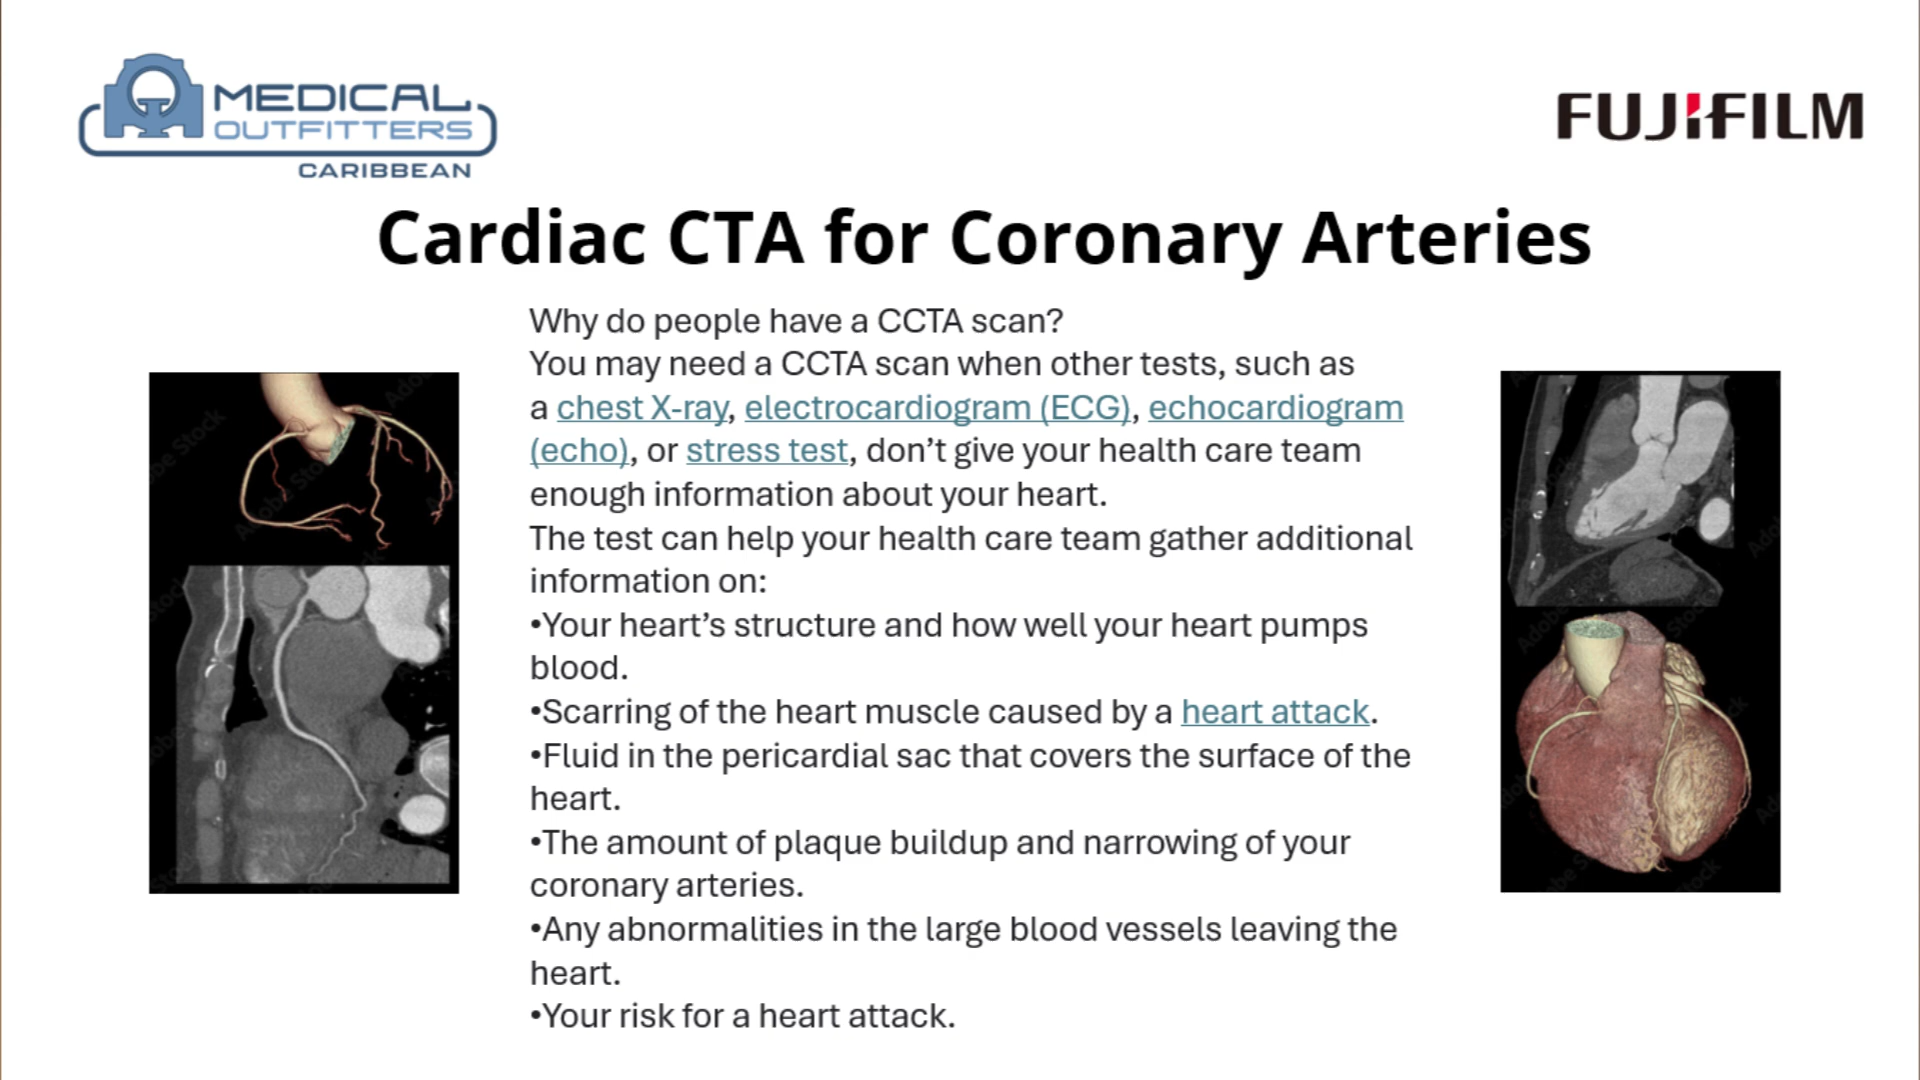 MEDICAL
OUTFITTERS
CARIBBEAN
FUJIFILM
Cardiac CTA for Coronary Arteries
Why do people have a CCTA scan?
You may need a CCTA scan when other tests, such as
a chest X-ray, electrocardiogram (ECG), echocardiogram
(echo), or stress test, don’t give your health care team
enough information about your heart.
The test can help your health care team gather additional
information on:
•Your heart’s structure and how well your heart pumps
blood.
•Scarring of the heart muscle caused by a heart attack.
•Fluid in the pericardial sac that covers the surface of the
heart.
•The amount of plaque buildup and narrowing of your
coronary arteries.
•Any abnormalities in the large blood vessels leaving the
heart.
•Your risk for a heart attack.